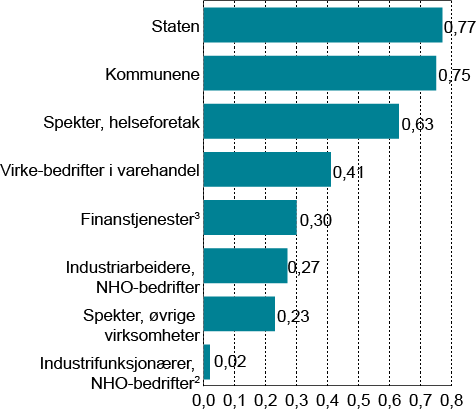 Staten 0,77
Kommunene 0,75
Spekter, helseforetak 0,63
Virke-bedrifter i varehandel 0,41
Finanstjenester³ 0,30
Industriarbeidere, 0,27
NHO-bedrifter
Spekter, øvrige 0,23
virksomheter
Industrifunksjonærer, 0,02
NHO-bedrifter²
0,0 0,1 0,2 0,3 0,4 0,5 0,6 0,7 0,8